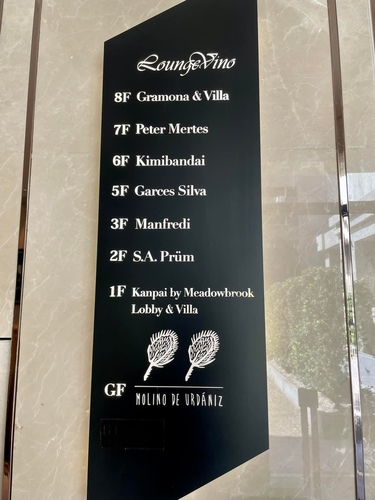 LoungeVino
8F Gramona & Villa
7F Peter Mertes
6F Kimibandai
5F Garces Silva
3F Manfredi
2F S.A. Prüm
1F Kanpai by Meadowbrook
Lobby & Villa
GF
MOLINO DE URDÁNIZ